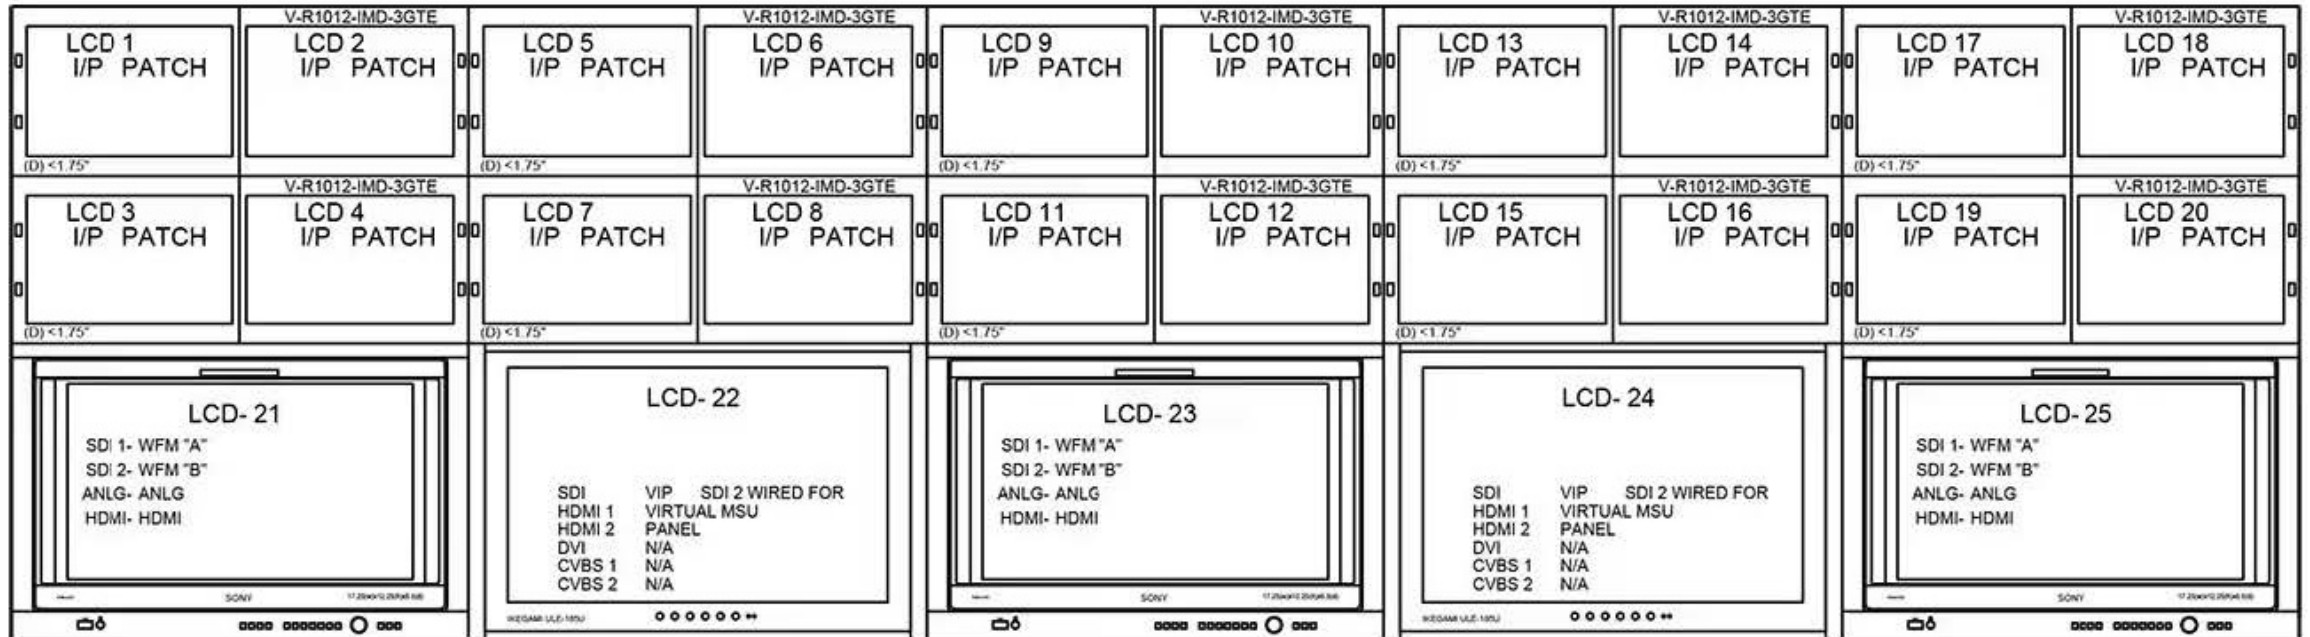 V-R1012-IMD-3GTE V-R1012-IMD-3GTE V-R1012-IMD-3GTE V-R1012-IMD-3GTE V-R1012-IMD-3GTE
LCD 1 LCD 2 LCD 5 LCD 6 LCD 9 LCD 10 LCD 13 LCD 14 LCD 17 LCD 18
I/P PATCH I/P PATCH I/P PATCH I/P PATCH I/P PATCH I/P PATCH I/P PATCH I/P PATCH I/P PATCH I/P PATCH
(D) <1.75" (D) <1.75" (D) <1.75" (D) <1.75" (D) <1.75"
V-R1012-IMD-3GTE V-R1012-IMD-3GTE V-R1012-IMD-3GTE V-R1012-IMD-3GTE V-R1012-IMD-3GTE
LCD 3 LCD 4 LCD 7 LCD 8 LCD 11 LCD 12 LCD 15 LCD 16 LCD 19 LCD 20
I/P PATCH I/P PATCH I/P PATCH I/P PATCH I/P PATCH I/P PATCH I/P PATCH I/P PATCH I/P PATCH I/P PATCH
(D) <1.75" (D) <1.75" (D) <1.75" (D) <1.75" (D) <1.75"
LCD- 21
SDI 1- WFM "A"
SDI 2- WFM "B"
ANLG- ANLG
HDMI- HDMI
SONY
LCD- 22
SDI VIP SDI 2 WIRED FOR
HDMI 1 VIRTUAL MSU
HDMI 2 PANEL
DVI N/A
CVBS 1 N/A
CVBS 2 N/A
IKEGAMI ULE-185U
LCD- 23
SDI 1- WFM "A"
SDI 2- WFM "B"
ANLG- ANLG
HDMI- HDMI
SONY
LCD- 24
SDI VIP SDI 2 WIRED FOR
HDMI 1 VIRTUAL MSU
HDMI 2 PANEL
DVI N/A
CVBS 1 N/A
CVBS 2 N/A
IKEGAMI ULE-185U
LCD- 25
SDI 1- WFM "A"
SDI 2- WFM "B"
ANLG- ANLG
HDMI- HDMI
SONY